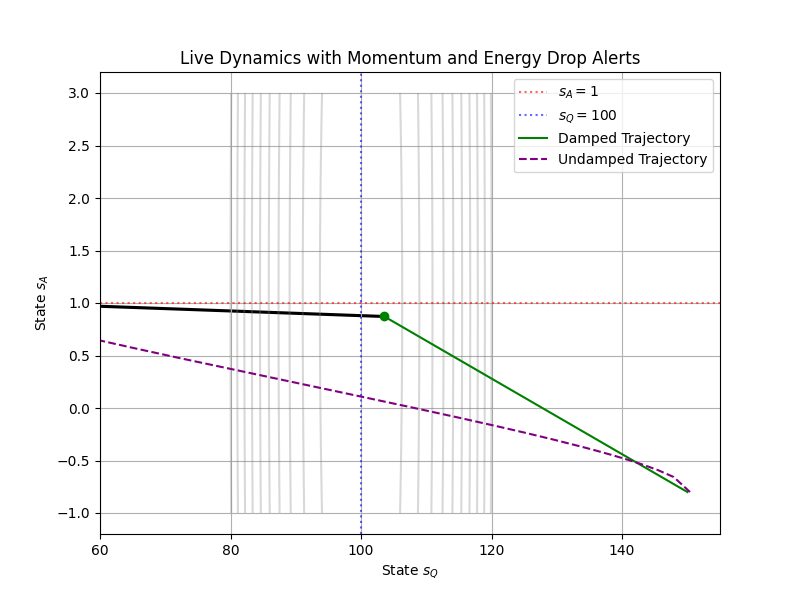 Live Dynamics with Momentum and Energy Drop Alerts
s_A = 1
s_Q = 100
Damped Trajectory
Undamped Trajectory
3.0
2.5
2.0
1.5
1.0
0.5
0.0
−0.5
−1.0
State s_A
60
80
100
120
140
State s_Q